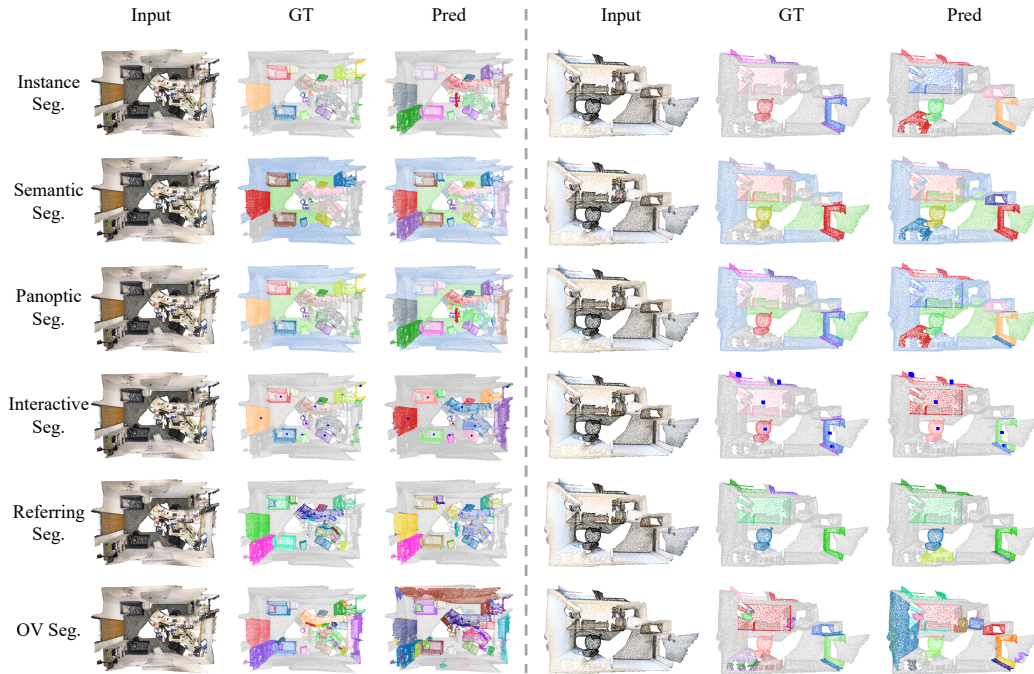 Input GT Pred Input GT Pred
Instance
Seg.
Semantic
Seg.
Panoptic
Seg.
Interactive
Seg.
Referring
Seg.
OV Seg.